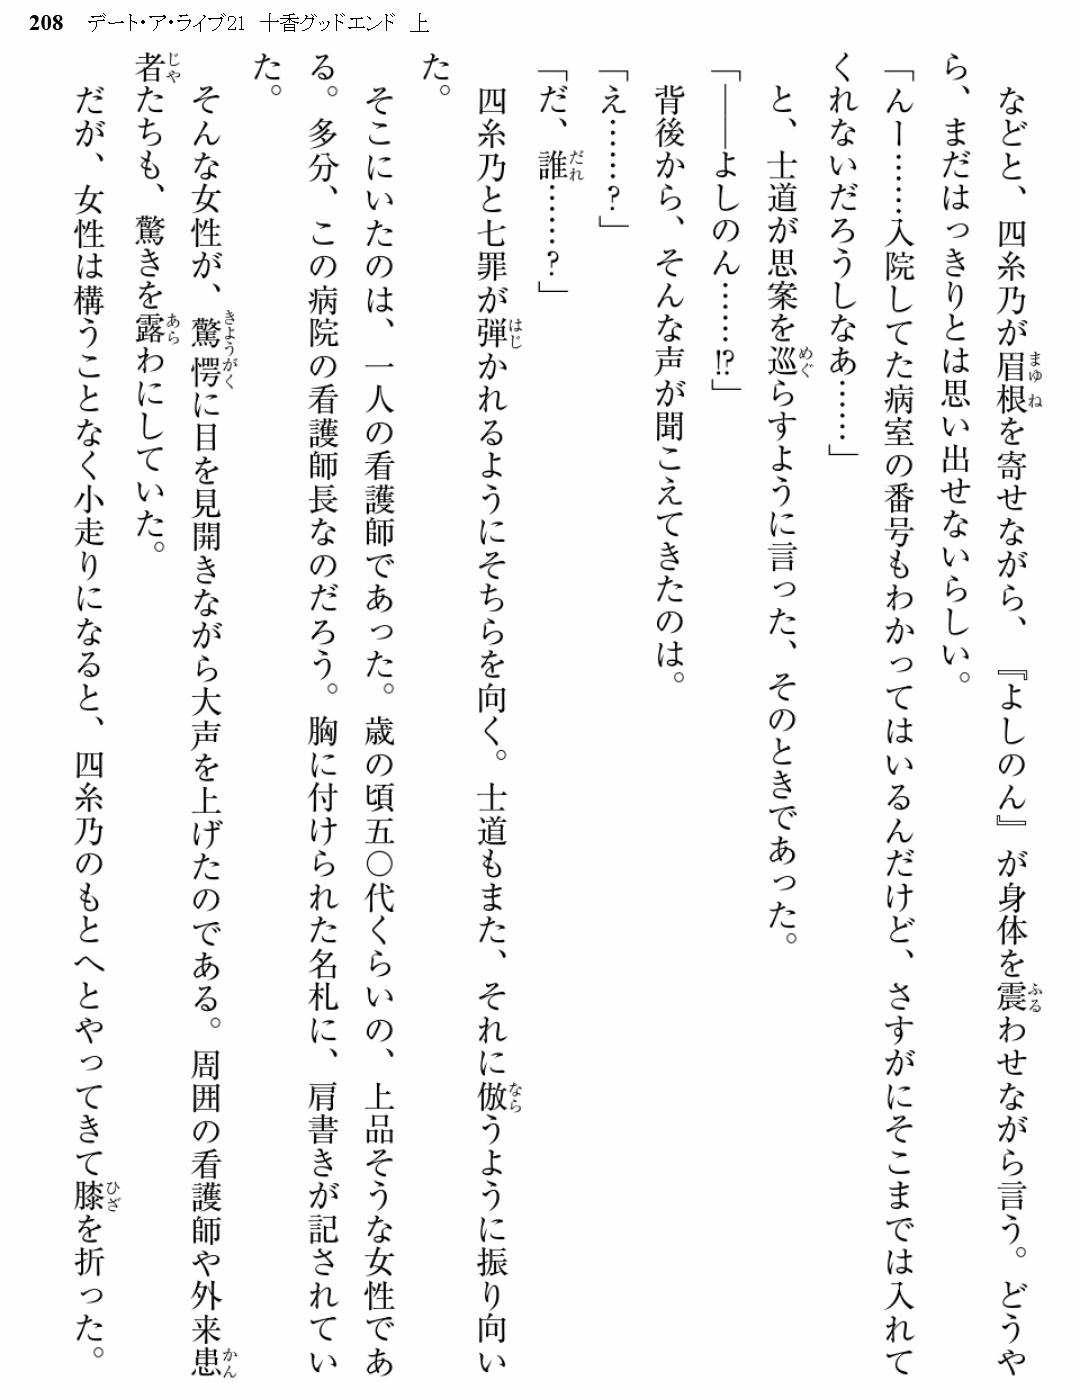 208 デート・ア・ライブ21 十香グッドエンド 上
などと、四糸乃が眉根を寄せながら、『よしのん』が身体を震わせながら言う。どうや
ら、まだはっきりとは思い出せないらしい。
「んー……入院してた病室の番号もわかってはいるんだけど、さすがにそこまでは入れて
くれないだろうしなあ……」
と、士道が思案を巡らすように言った、そのときであった。
「――よしのん……!?」
背後から、そんな声が聞こえてきたのは。
「え……?」
「だ、誰……?」
四糸乃と七罪が弾かれるようにそちらを向く。士道もまた、それに倣うように振り向い
た。
そこにいたのは、一人の看護師であった。歳の頃五〇代くらいの、上品そうな女性であ
る。多分、この病院の看護師長なのだろう。胸に付けられた名札に、肩書きが記されてい
た。
そんな女性が、驚愕に目を見開きながら大声を上げたのである。周囲の看護師や外来患
者たちも、驚きを露わにしていた。
だが、女性は構うことなく小走りになると、四糸乃のもとへとやってきて膝を折った。